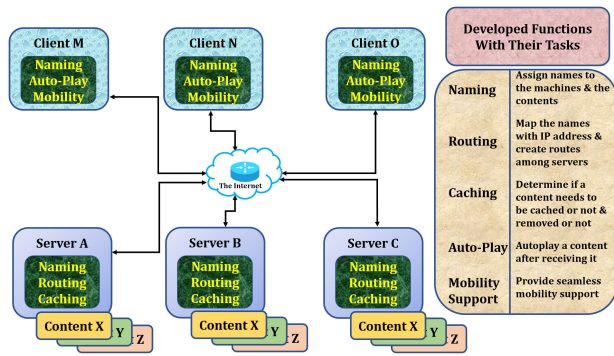 Client M
Naming
Auto-Play
Mobility
Client N
Naming
Auto-Play
Mobility
Client O
Naming
Auto-Play
Mobility
The Internet
Server A
Naming
Routing
Caching
Content X
Y
Z
Server B
Naming
Routing
Caching
Content X
Y
Z
Server C
Naming
Routing
Caching
Content X
Y
Z
Developed Functions
With Their Tasks
Naming
Assign names to
the machines & the
contents
Routing
Map the names
with IP address &
create routes
among servers
Caching
Determine if a
content needs to
be cached or not &
removed or not
Auto-Play
Autoplay a content
after receiving it
Mobility
Support
Provide seamless
mobility support